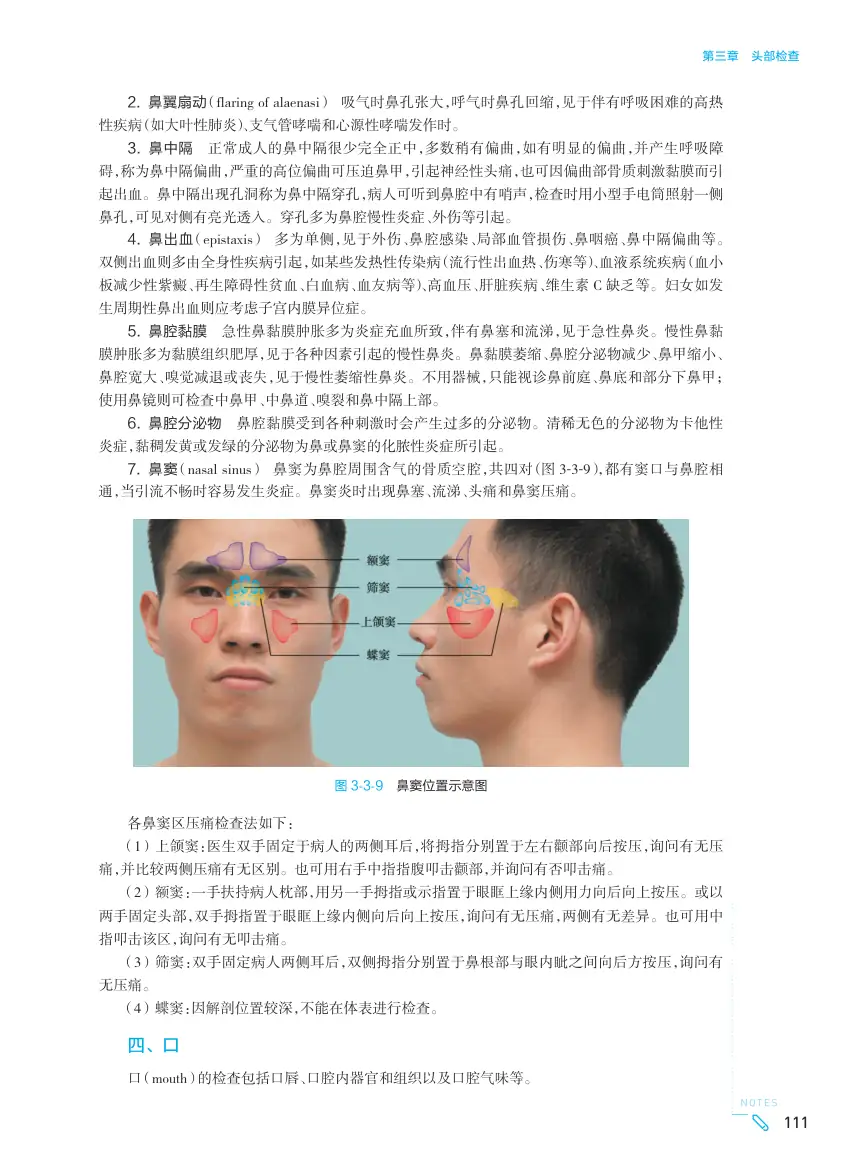 第三章　头部检查
2. 鼻翼扇动（flaring of alaenasi）　吸气时鼻孔张大，呼气时鼻孔回缩，见于伴有呼吸困难的高热
性疾病（如大叶性肺炎）、支气管哮喘和心源性哮喘发作时。
3. 鼻中隔　正常成人的鼻中隔很少完全正中，多数稍有偏曲，如有明显的偏曲，并产生呼吸障
碍，称为鼻中隔偏曲，严重的高位偏曲可压迫鼻甲，引起神经性头痛，也可因偏曲部骨质刺激黏膜而引
起出血。鼻中隔出现孔洞称为鼻中隔穿孔，病人可听到鼻腔中有哨声，检查时用小型手电筒照射一侧
鼻孔，可见对侧有亮光透入。穿孔多为鼻腔慢性炎症、外伤等引起。
4. 鼻出血（epistaxis）　多为单侧，见于外伤、鼻腔感染、局部血管损伤、鼻咽癌、鼻中隔偏曲等。
双侧出血则多由全身性疾病引起，如某些发热性传染病（流行性出血热、伤寒等）、血液系统疾病（血小
板减少性紫癜、再生障碍性贫血、白血病、血友病等）、高血压、肝脏疾病、维生素 C 缺乏等。妇女如发
生周期性鼻出血则应考虑子宫内膜异位症。
5. 鼻腔黏膜　急性鼻黏膜肿胀多为炎症充血所致，伴有鼻塞和流涕，见于急性鼻炎。慢性鼻黏
膜肿胀多为黏膜组织肥厚，见于各种因素引起的慢性鼻炎。鼻黏膜萎缩、鼻腔分泌物减少、鼻甲缩小、
鼻腔宽大、嗅觉减退或丧失，见于慢性萎缩性鼻炎。不用器械，只能视诊鼻前庭、鼻底和部分下鼻甲；
使用鼻镜则可检查中鼻甲、中鼻道、嗅裂和鼻中隔上部。
6. 鼻腔分泌物　鼻腔黏膜受到各种刺激时会产生过多的分泌物。清稀无色的分泌物为卡他性
炎症，黏稠发黄或发绿的分泌物为鼻或鼻窦的化脓性炎症所引起。
7. 鼻窦（nasal sinus）　鼻窦为鼻腔周围含气的骨质空腔，共四对（图 3-3-9），都有窦口与鼻腔相
通，当引流不畅时容易发生炎症。鼻窦炎时出现鼻塞、流涕、头痛和鼻窦压痛。
额窦
筛窦
上颌窦
蝶窦
图 3-3-9　鼻窦位置示意图
各鼻窦区压痛检查法如下：
（1）上颌窦：医生双手固定于病人的两侧耳后，将拇指分别置于左右颧部向后按压，询问有无压
痛，并比较两侧压痛有无区别。也可用右手中指指腹叩击颧部，并询问有否叩击痛。
（2）额窦：一手扶持病人枕部，用另一手拇指或示指置于眼眶上缘内侧用力向后向上按压。或以
两手固定头部，双手拇指置于眼眶上缘内侧向后向上按压，询问有无压痛，两侧有无差异。也可用中
指叩击该区，询问有无叩击痛。
（3）筛窦：双手固定病人两侧耳后，双侧拇指分别置于鼻根部与眼内眦之间向后方按压，询问有
无压痛。
（4）蝶窦：因解剖位置较深，不能在体表进行检查。
四、口
口（mouth）的检查包括口唇、口腔内器官和组织以及口腔气味等。
NOTES
111